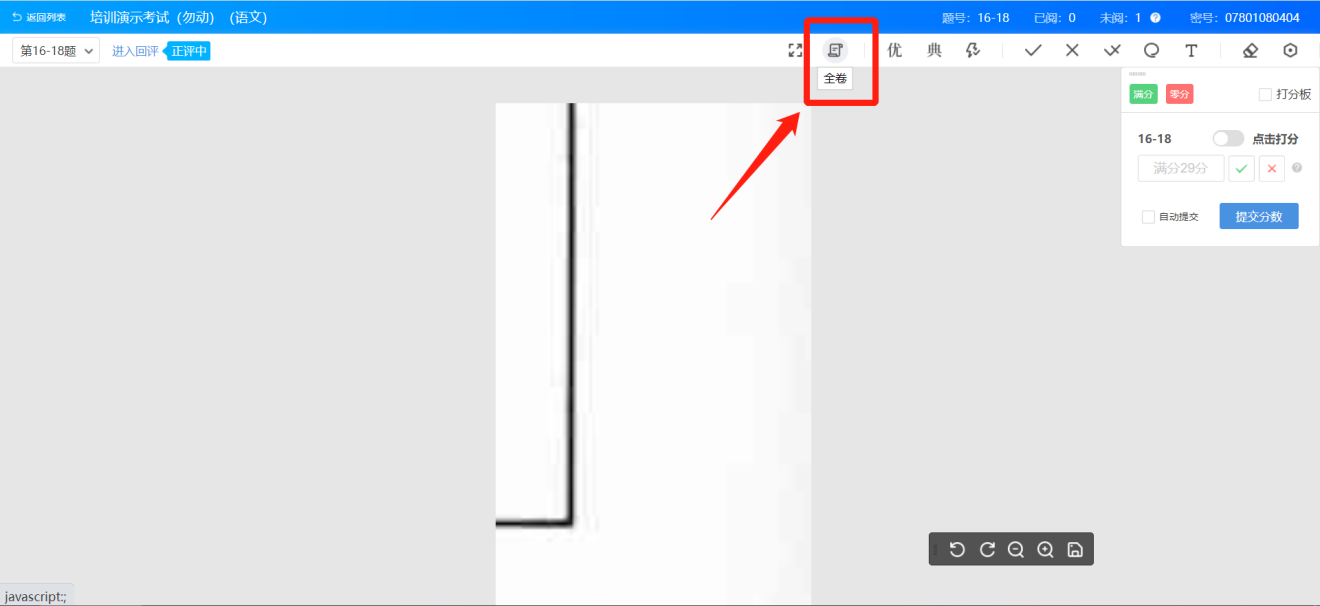 返回列表 培训演示考试（勿动）（语文） 题号：16-18 已阅：0 未阅：1 密号：07801080404
第16-18题 进入回评 正评中 优 典 T
全卷
满分 零分 打分板
16-18 点击打分
满分29分
自动提交 提交分数
javascript:;